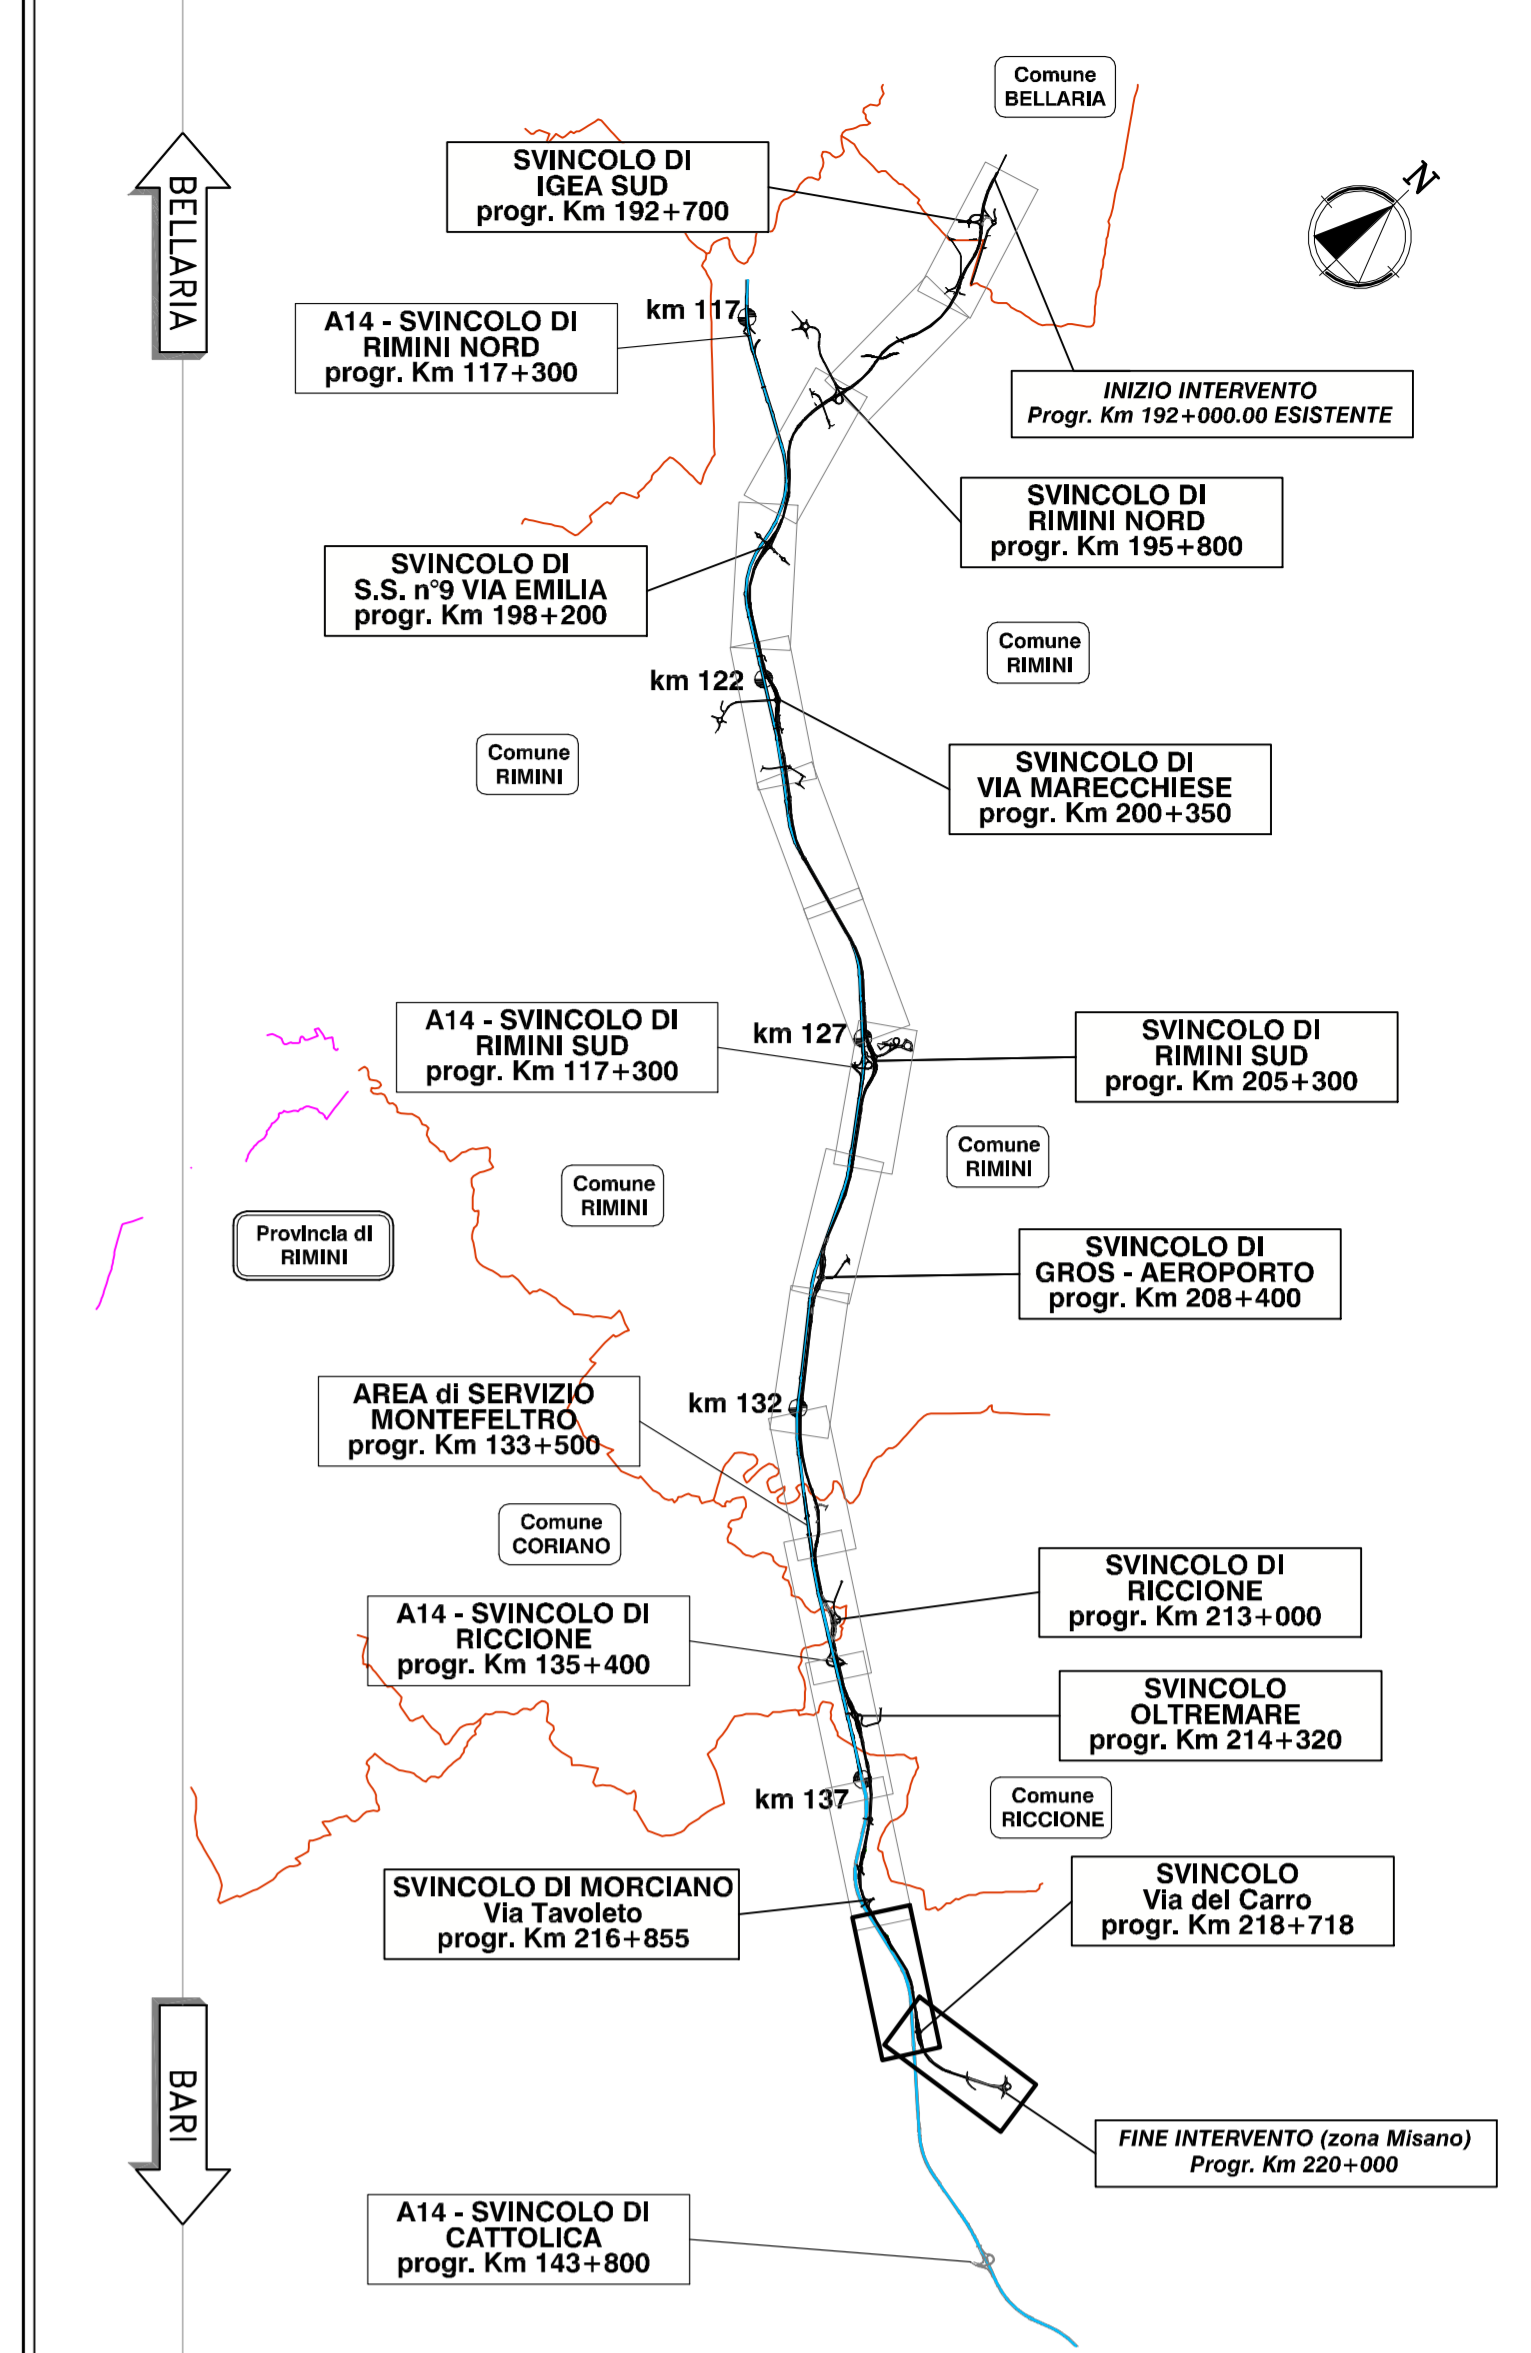 Comune
BELLARIA
SVINCOLO DI
IGEA SUD
progr. Km 192+700
N
BELLARIA
A14 - SVINCOLO DI
RIMINI NORD
progr. Km 117+300
km 117
INIZIO INTERVENTO
Progr. Km 192+000.00 ESISTENTE
SVINCOLO DI
RIMINI NORD
progr. Km 195+800
SVINCOLO DI
S.S. n°9 VIA EMILIA
progr. Km 198+200
Comune
RIMINI
km 122
Comune
RIMINI
SVINCOLO DI
VIA MARECCHIESE
progr. Km 200+350
A14 - SVINCOLO DI
RIMINI SUD
progr. Km 117+300
km 127
SVINCOLO DI
RIMINI SUD
progr. Km 205+300
Comune
RIMINI
Comune
RIMINI
Provincia di
RIMINI
SVINCOLO DI
GROS - AEROPORTO
progr. Km 208+400
AREA di SERVIZIO
MONTEFELTRO
progr. Km 133+500
km 132
Comune
CORIANO
SVINCOLO DI
RICCIONE
progr. Km 213+000
A14 - SVINCOLO DI
RICCIONE
progr. Km 135+400
SVINCOLO
OLTREMARE
progr. Km 214+320
km 137
Comune
RICCIONE
SVINCOLO DI MORCIANO
Via Tavoleto
progr. Km 216+855
SVINCOLO
Via del Carro
progr. Km 218+718
BARI
FINE INTERVENTO (zona Misano)
Progr. Km 220+000
A14 - SVINCOLO DI
CATTOLICA
progr. Km 143+800